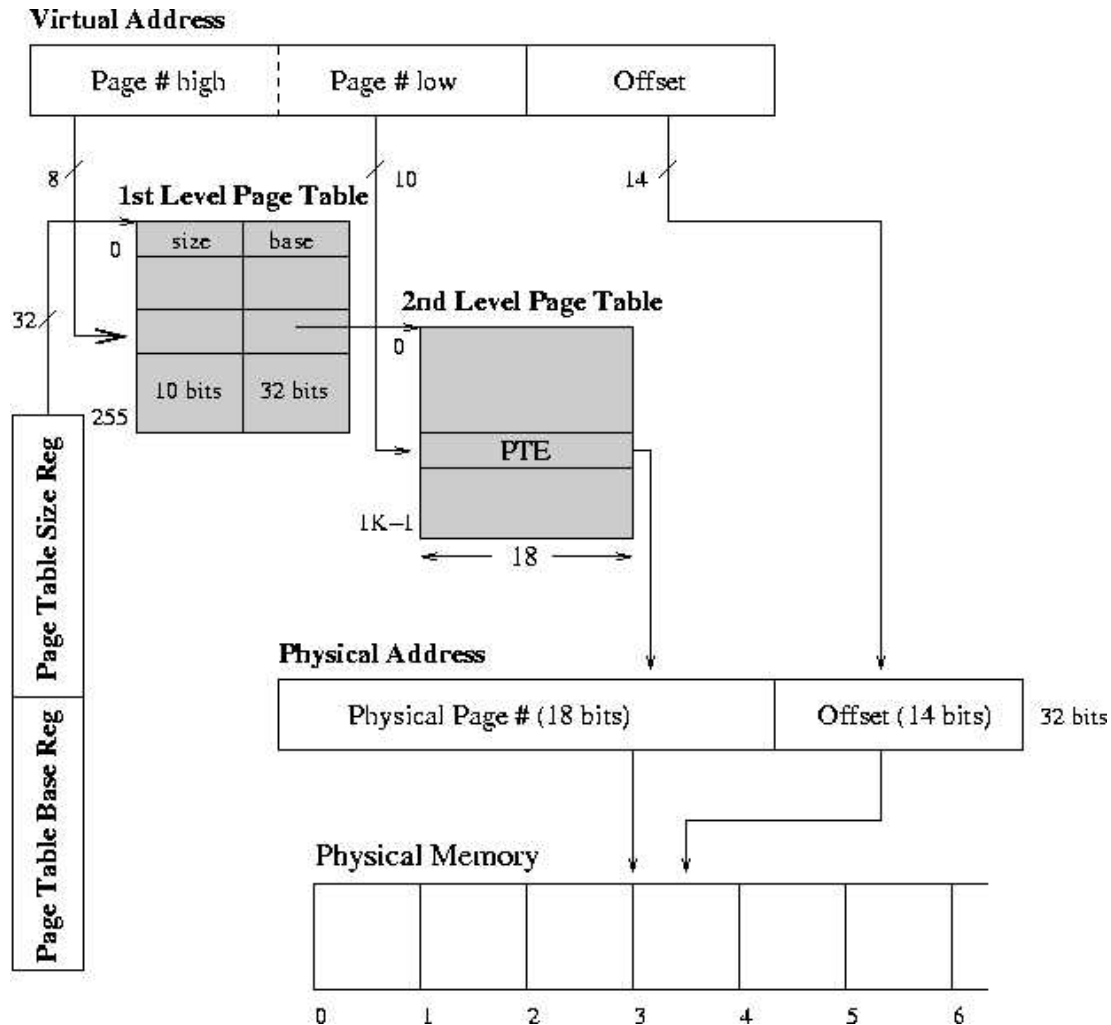 Virtual Address
Page # high
Page # low
Offset
8
10
14
1st Level Page Table
0
size
base
32
2nd Level Page Table
0
10 bits
32 bits
255
PTE
1K−1
18
Page Table Size Reg
Page Table Base Reg
Physical Address
Physical Page # (18 bits)
Offset (14 bits)
32 bits
Physical Memory
0
1
2
3
4
5
6